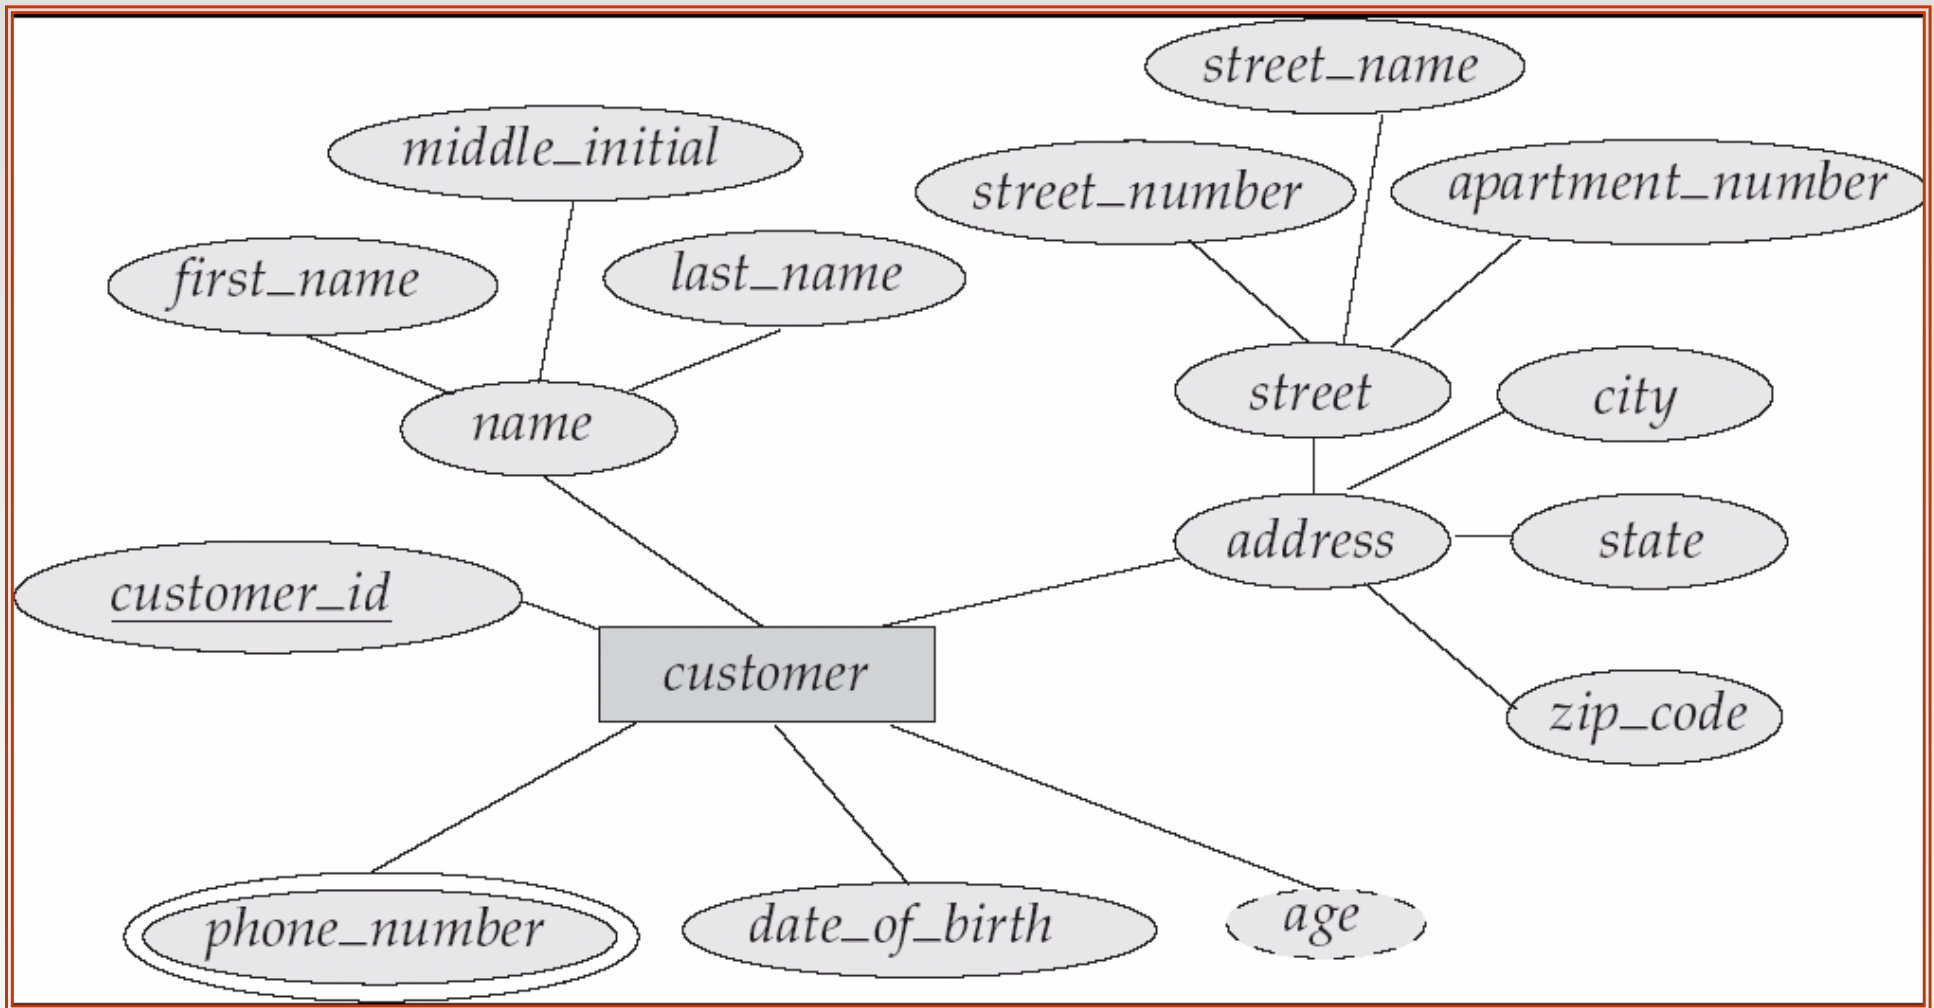 street_name
middle_initial
street_number
apartment_number
first_name
last_name
name
street
city
address
state
customer_id
customer
zip_code
phone_number
date_of_birth
age